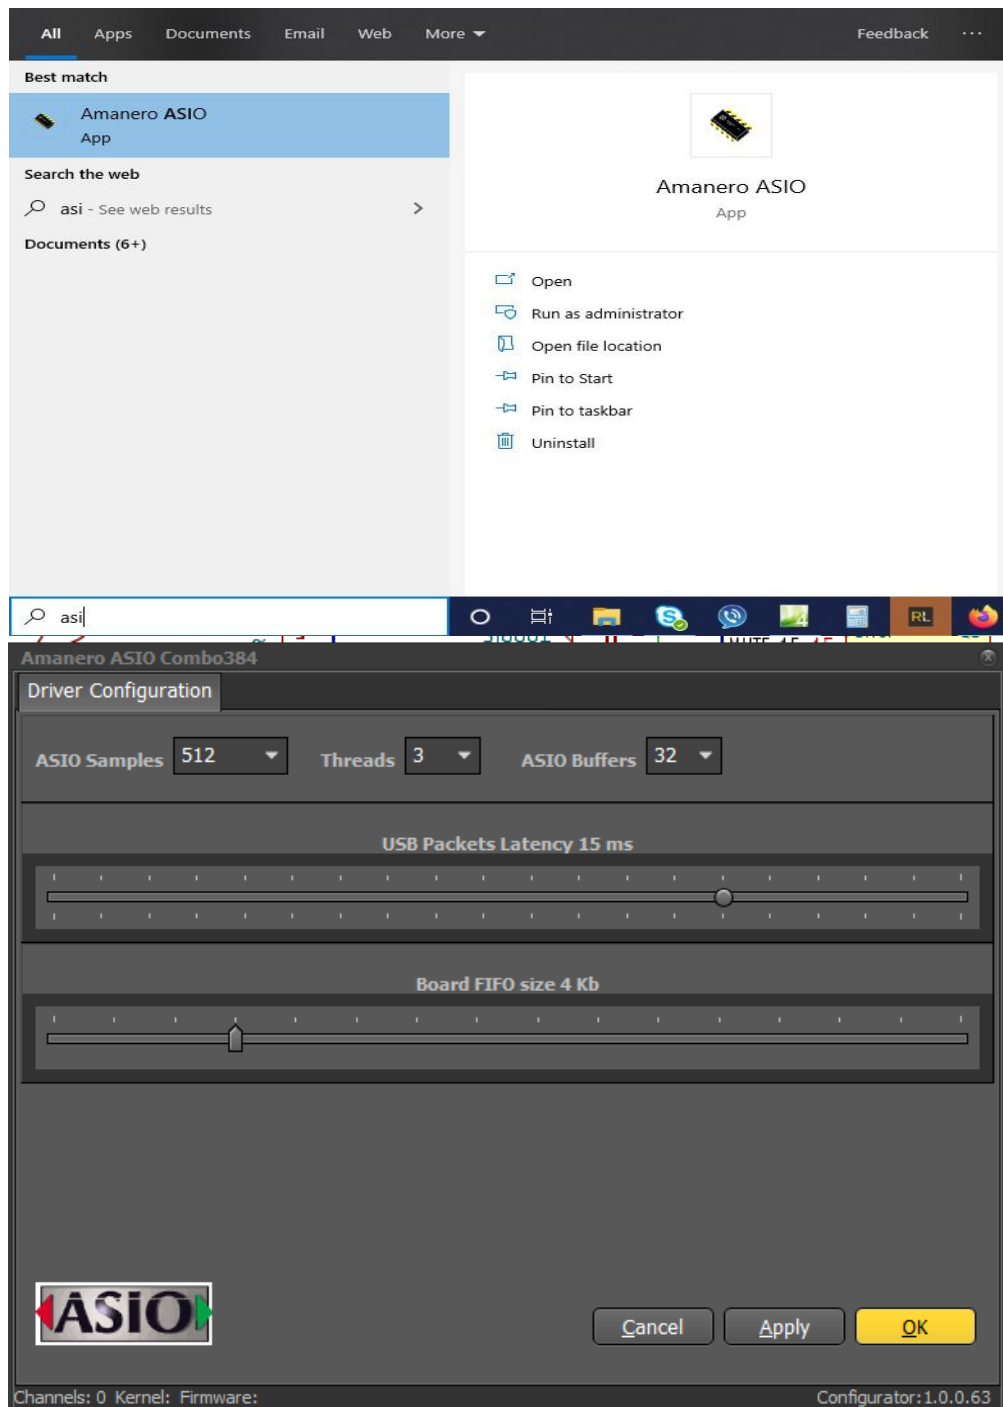 All Apps Documents Email Web More Feedback ...
Best match
Amanero ASIO
App
Search the web
asi - See web results
Documents (6+)
Amanero ASIO
App
Open
Run as administrator
Open file location
Pin to Start
Pin to taskbar
Uninstall
asi
4
RL
Amanero ASIO Combo384
Driver Configuration
ASIO Samples 512 Threads 3 ASIO Buffers 32
USB Packets Latency 15 ms
Board FIFO size 4 Kb
ASIO
Cancel Apply OK
Channels: 0 Kernel: Firmware: Configurator:1.0.0.63